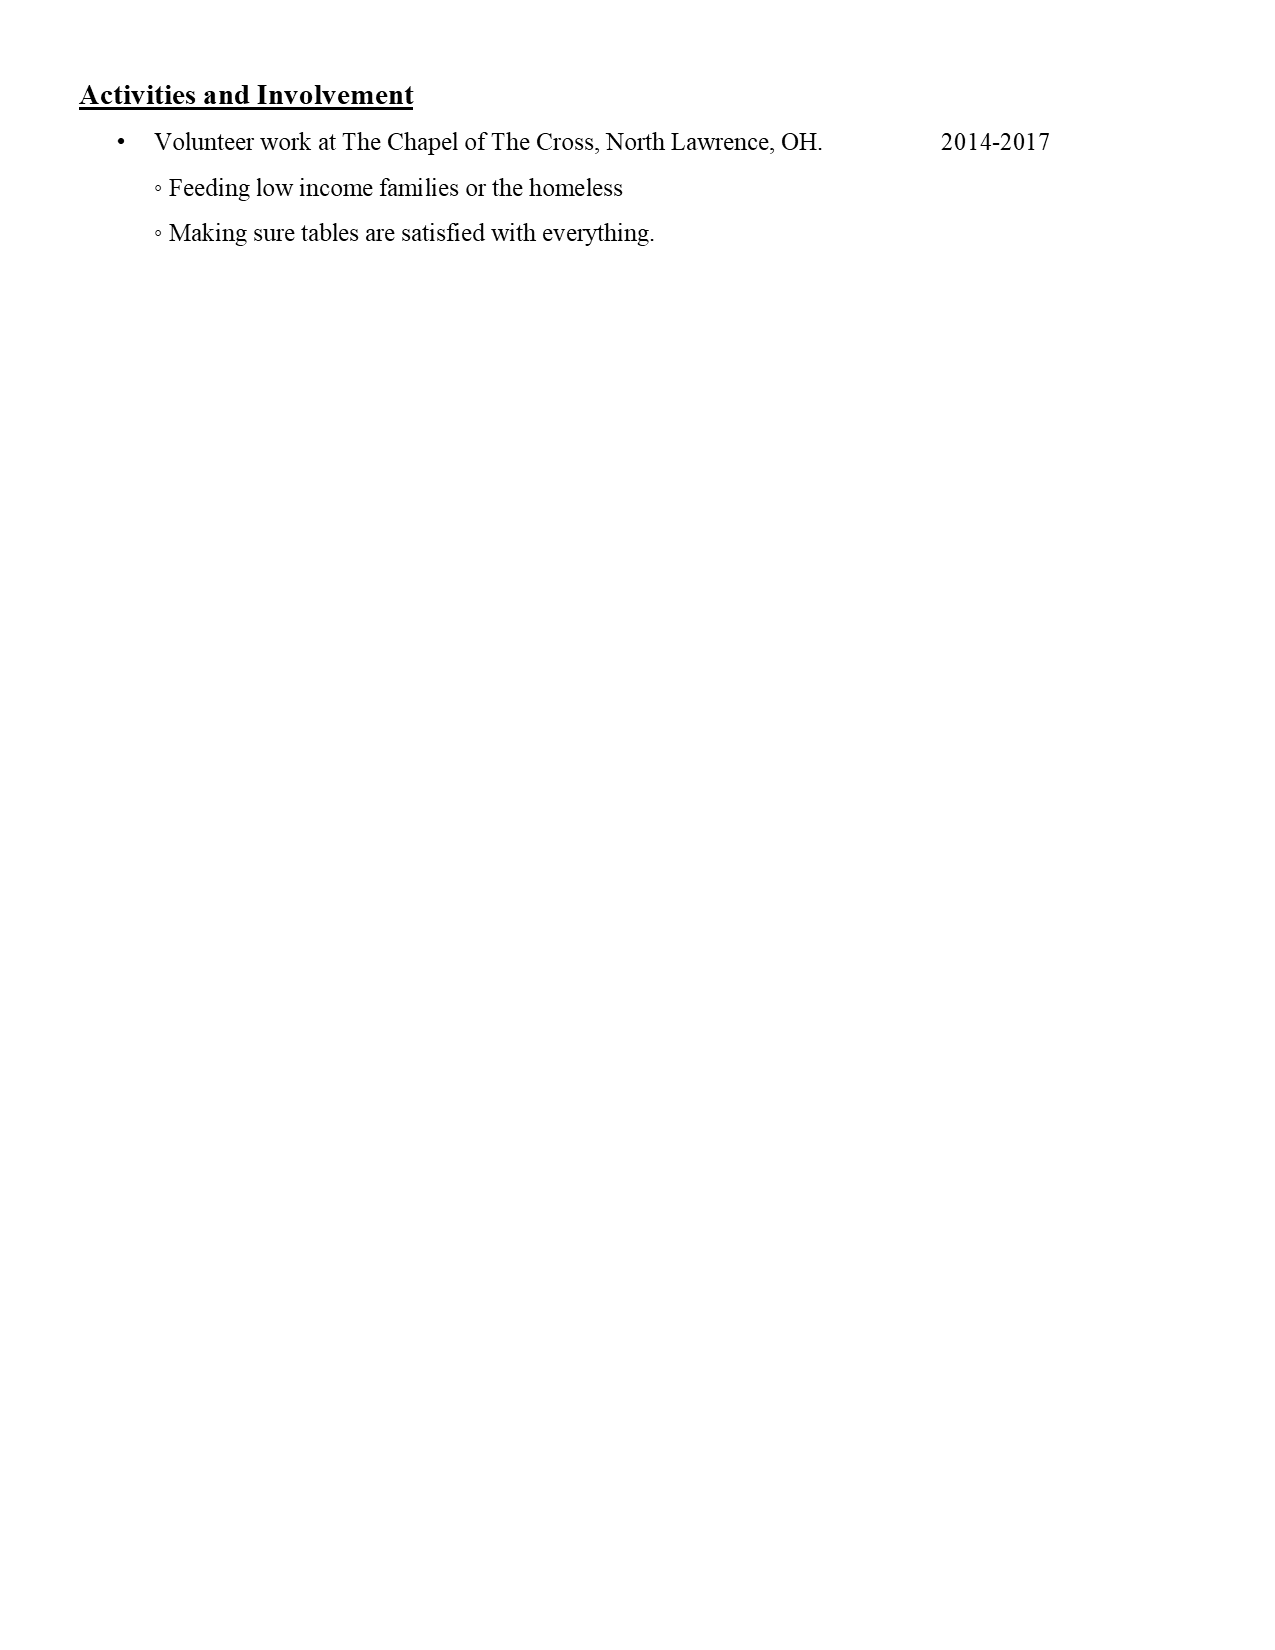 Activities and Involvement
• Volunteer work at The Chapel of The Cross, North Lawrence, OH. 2014-2017
◦ Feeding low income families or the homeless
◦ Making sure tables are satisfied with everything.